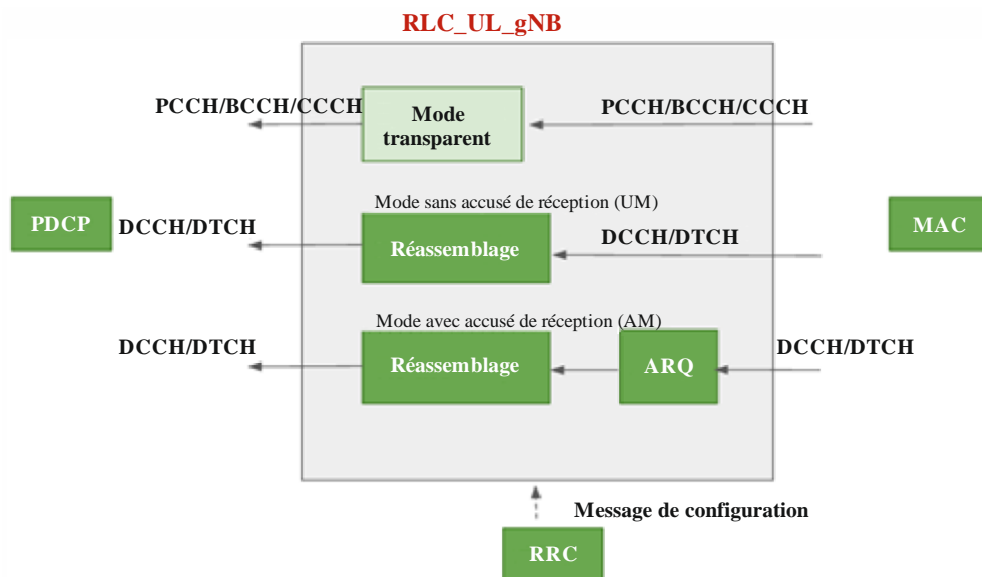 RLC_UL_gNB
PCCH/BCCH/CCCH
Mode
transparent
PCCH/BCCH/CCCH
Mode sans accusé de réception (UM)
PDCP
DCCH/DTCH
Réassemblage
DCCH/DTCH
MAC
Mode avec accusé de réception (AM)
DCCH/DTCH
Réassemblage
ARQ
DCCH/DTCH
Message de configuration
RRC